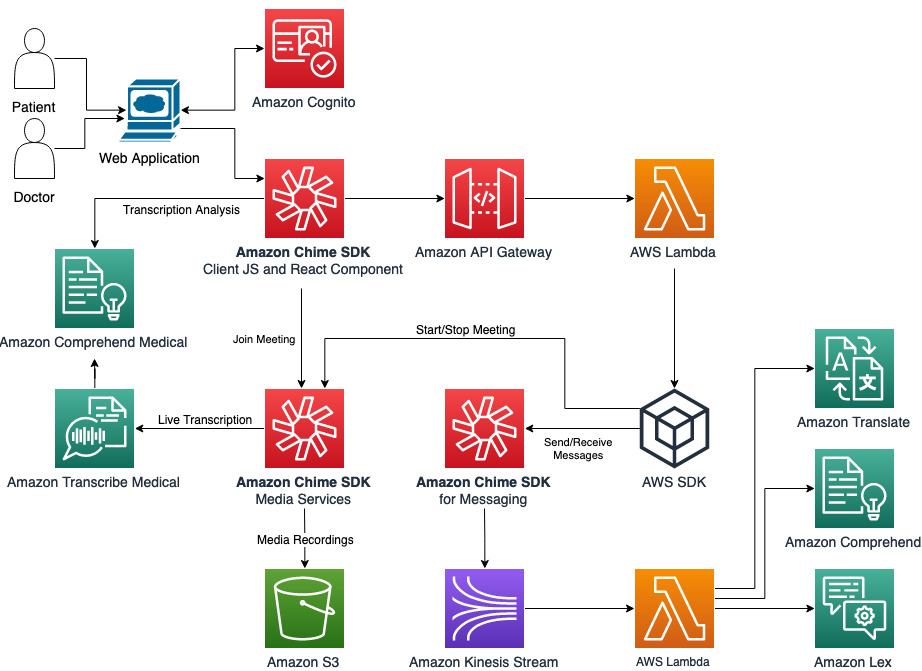 Patient
Amazon Cognito
Web Application
Doctor
Transcription Analysis
Amazon Chime SDK
Client JS and React Component
Amazon API Gateway
AWS Lambda
Amazon Comprehend Medical
Join Meeting
Start/Stop Meeting
Live Transcription
Send/Receive
Messages
A
文
Amazon Translate
Amazon Transcribe Medical
Amazon Chime SDK
Media Services
Amazon Chime SDK
for Messaging
AWS SDK
Amazon Comprehend
Media Recordings
Amazon S3
Amazon Kinesis Stream
AWS Lambda
Amazon Lex